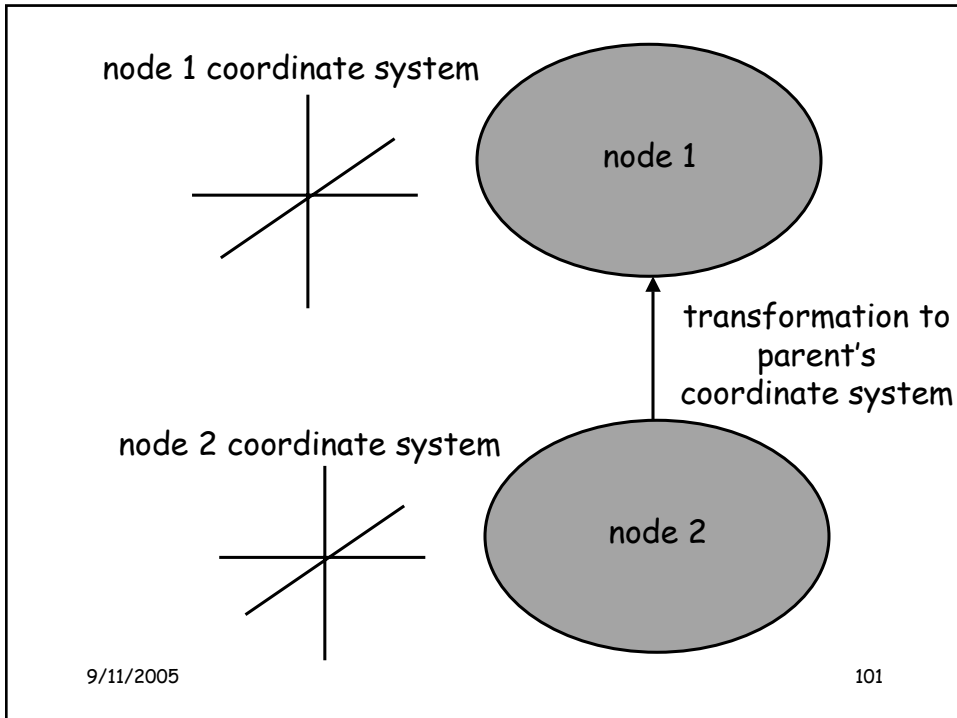 node 1 coordinate system
node 1
transformation to
parent's
coordinate system
node 2 coordinate system
node 2
9/11/2005
101